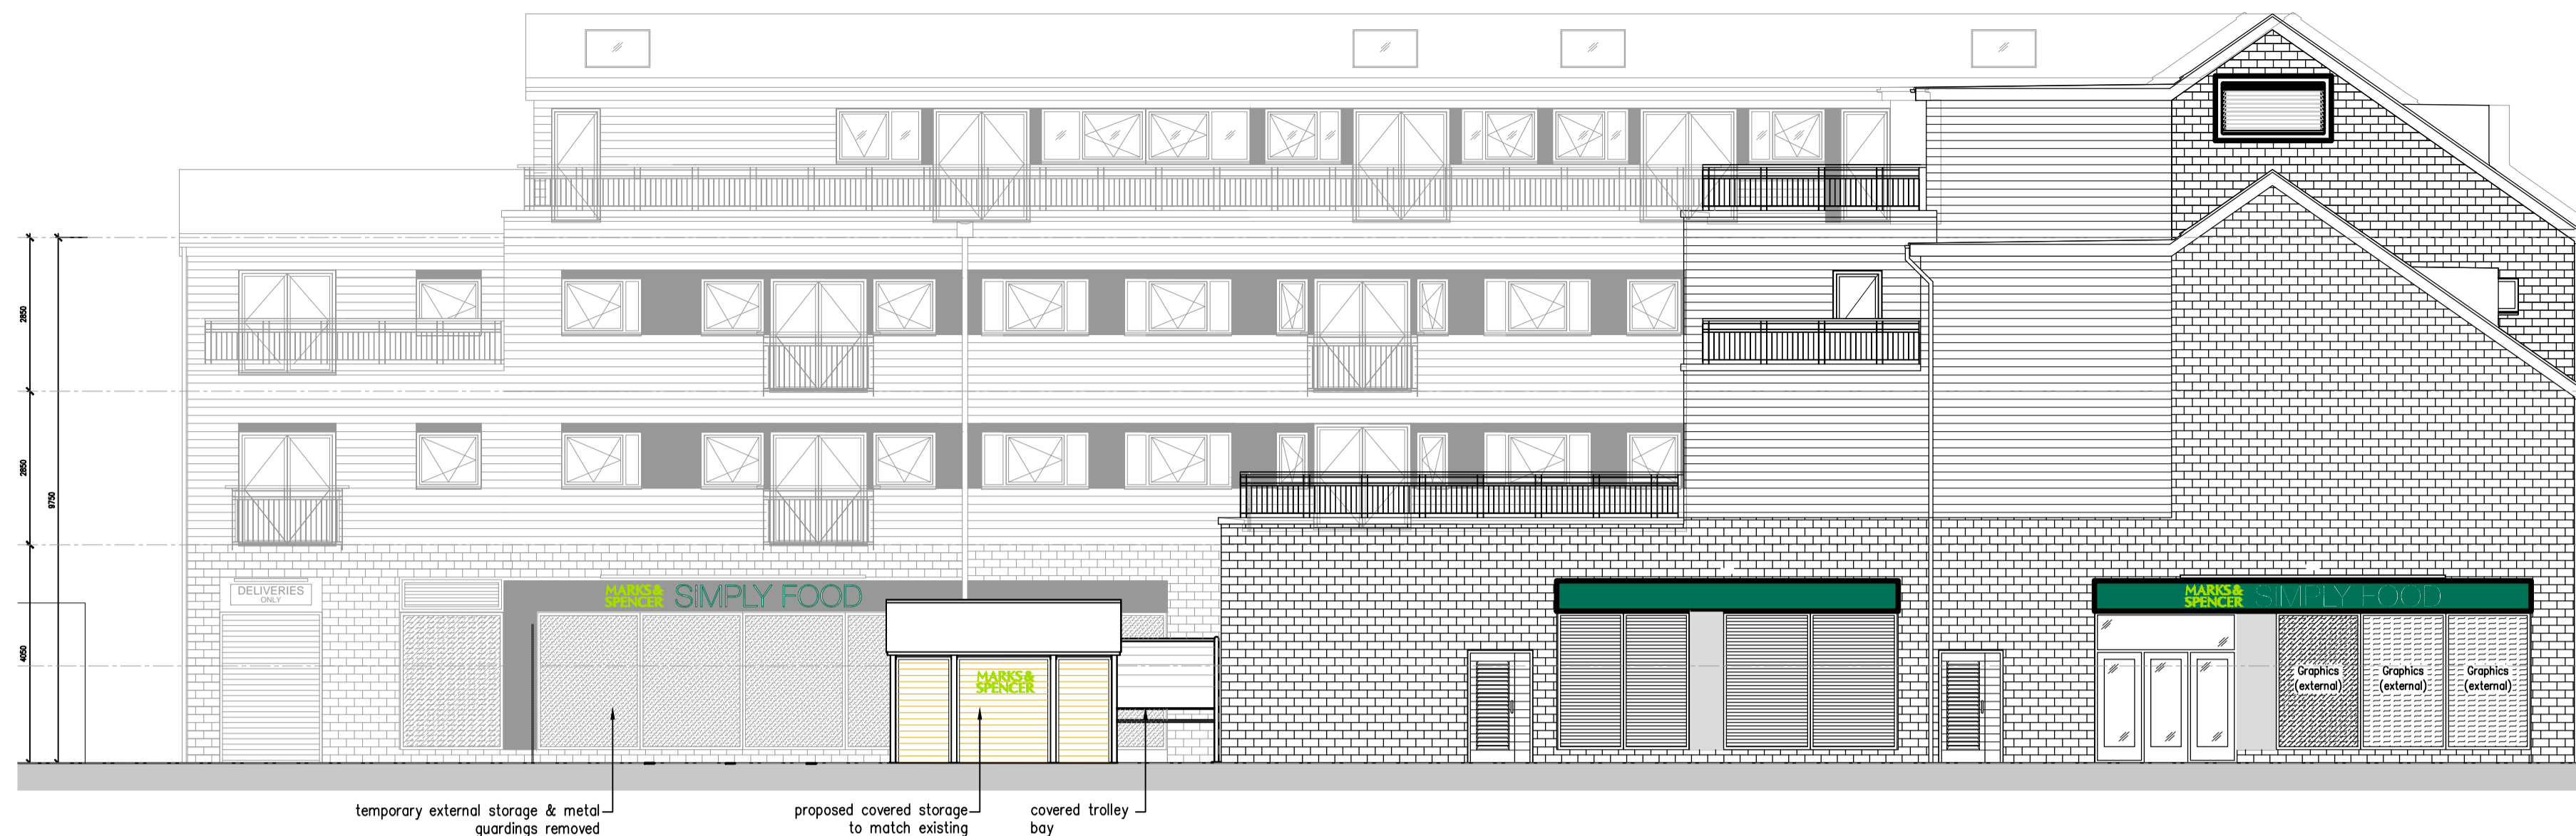 2850
2850
9750
4050
DELIVERIES
ONLY
MARKS&
SPENCER
SIMPLY FOOD
MARKS&
SPENCER
MARKS&
SPENCER
SIMPLY FOOD
Graphics
(external)
Graphics
(external)
Graphics
(external)
temporary external storage & metal
guardings removed
proposed covered storage
to match existing
covered trolley
bay